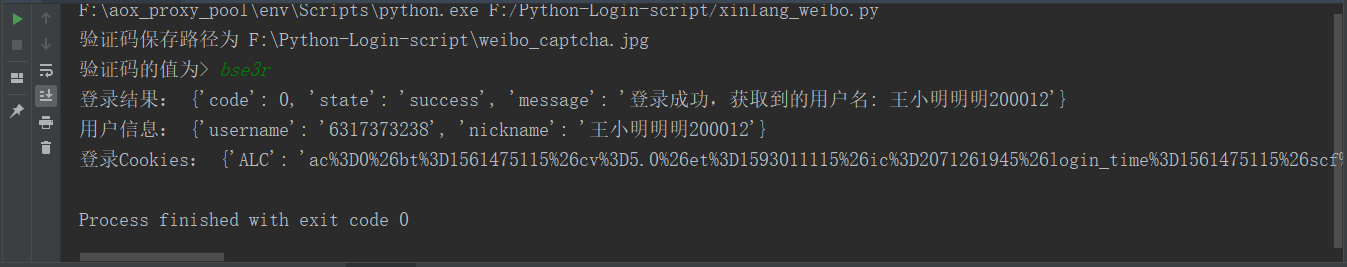 F:\aox_proxy_pool\env\Scripts\python.exe F:/Python-Login-script/xinlang_weibo.py
验证码保存路径为 F:\Python-Login-script\weibo_captcha.jpg
验证码的值为> bse3r
登录结果： {'code': 0, 'state': 'success', 'message': '登录成功，获取到的用户名: 王小明明明200012'}
用户信息： {'username': '6317373238', 'nickname': '王小明明明200012'}
登录Cookies： {'ALC': 'ac%3D0%26bt%3D1561475115%26cv%3D5.0%26et%3D1593011115%26ic%3D2071261945%26login_time%3D1561475115%26scf%
Process finished with exit code 0